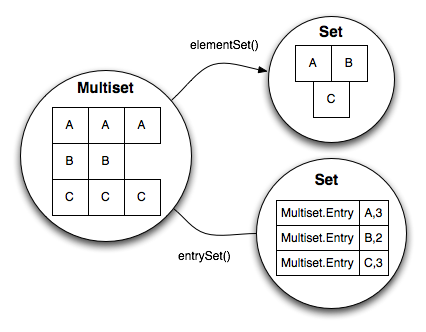 Multiset
A A A
B B
C C C
elementSet()
Set
A B
C
entrySet()
Set
Multiset.Entry A,3
Multiset.Entry B,2
Multiset.Entry C,3